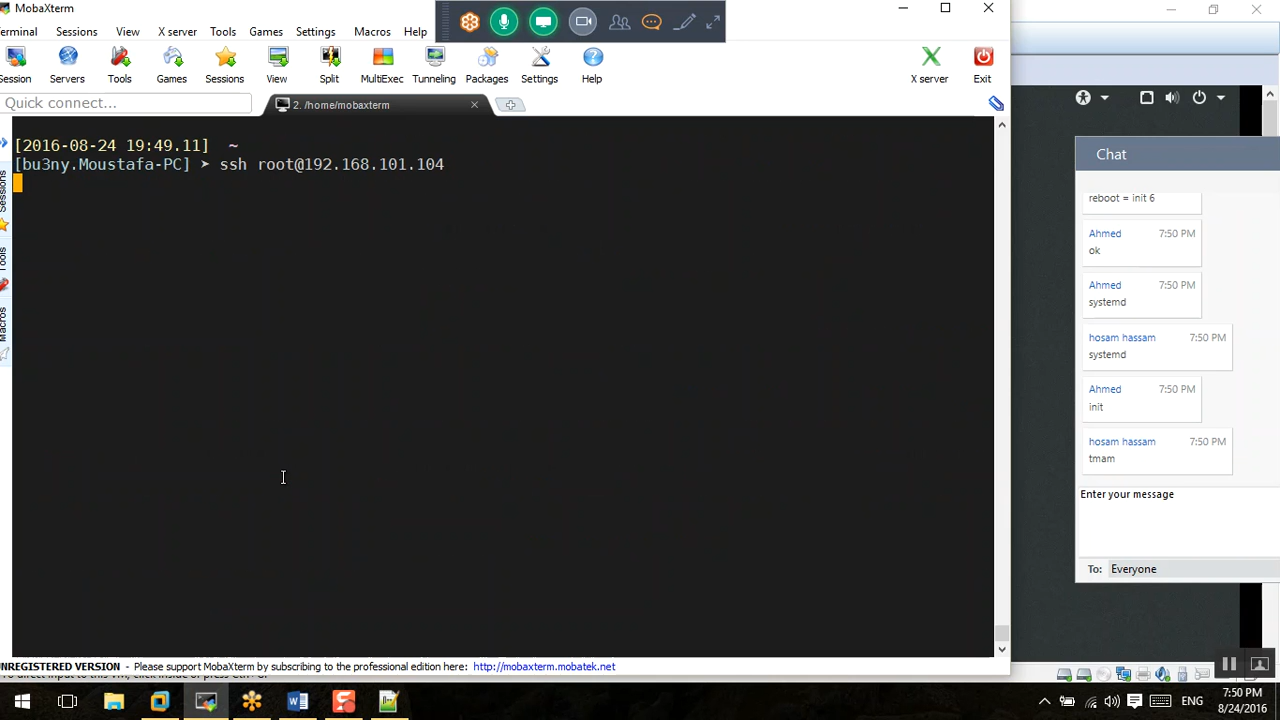 MobaXterm
erminal Sessions View X server Tools Games Settings Macros Help
Session Servers Tools Games Sessions View Split MultiExec Tunneling Packages Settings Help X server Exit
Quick connect...
2. /home/mobaxterm
[2016-08-24 19:49.11] ~
[bu3ny.Moustafa-PC] ➤ ssh root@192.168.101.104
Sessions
Tools
Macros
Chat
reboot = init 6
Ahmed 7:50 PM
ok
Ahmed 7:50 PM
systemd
hosam hassam 7:50 PM
systemd
Ahmed 7:50 PM
init
hosam hassam 7:50 PM
tmam
Enter your message
To: Everyone
NREGISTERED VERSION - Please support MobaXterm by subscribing to the professional edition here: http://mobaxterm.mobatek.net
ENG
7:50 PM
8/24/2016